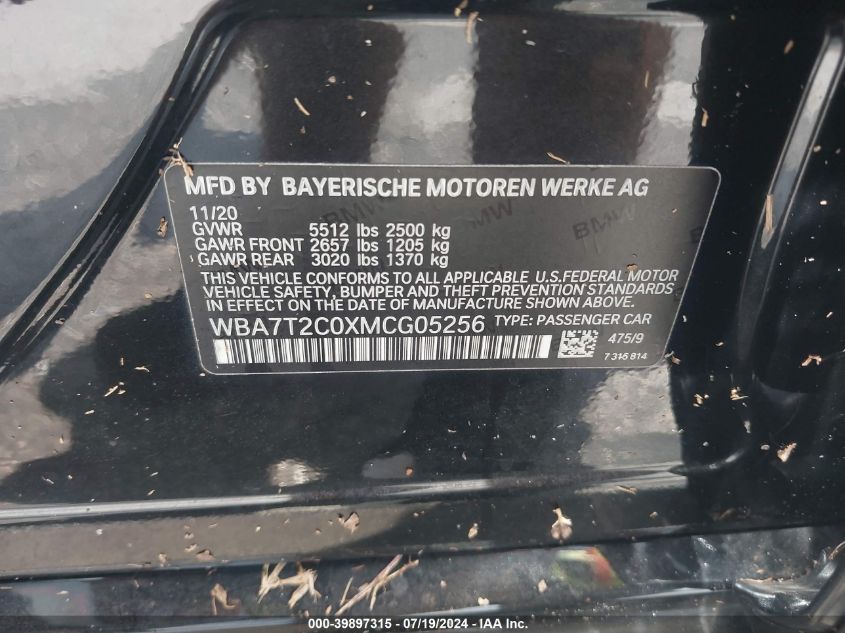 MFD BY BAYERISCHE MOTOREN WERKE AG
11/20
GVWR 5512 lbs 2500 kg
GAWR FRONT 2657 lbs 1205 kg
GAWR REAR 3020 lbs 1370 kg
THIS VEHICLE CONFORMS TO ALL APPLICABLE U.S.FEDERAL MOTOR
VEHICLE SAFETY, BUMPER AND THEFT PREVENTION STANDARDS
IN EFFECT ON THE DATE OF MANUFACTURE SHOWN ABOVE.
WBA7T2C0XMCG05256 TYPE: PASSENGER CAR
475/9
7 316 814
BMW
BMW
BMW
000-39897315 / 07/19/2024 - IAA Inc.